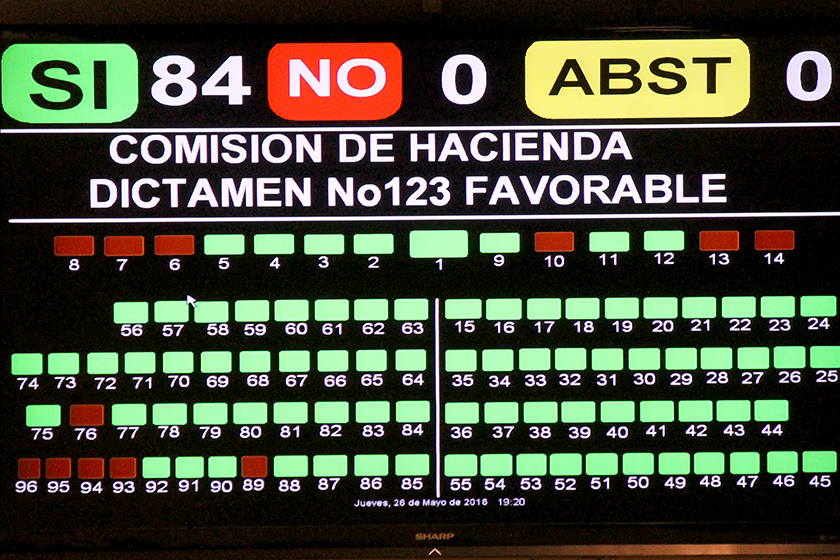 SI 84 NO 0 ABST 0
COMISION DE HACIENDA
DICTAMEN No123 FAVORABLE
8 7 6 5 4 3 2 1 9 10 11 12 13 14
56 57 58 59 60 61 62 63 15 16 17 18 19 20 21 22 23 24
74 73 72 71 70 69 68 67 66 65 64 35 34 33 32 31 30 29 28 27 26 25
75 76 77 78 79 80 81 82 83 84 36 37 38 39 40 41 42 43 44
96 95 94 93 92 91 90 89 88 87 86 85 55 54 53 52 51 50 49 48 47 46 45
Jueves, 26 de Mayo de 2016 19:20
SHARP